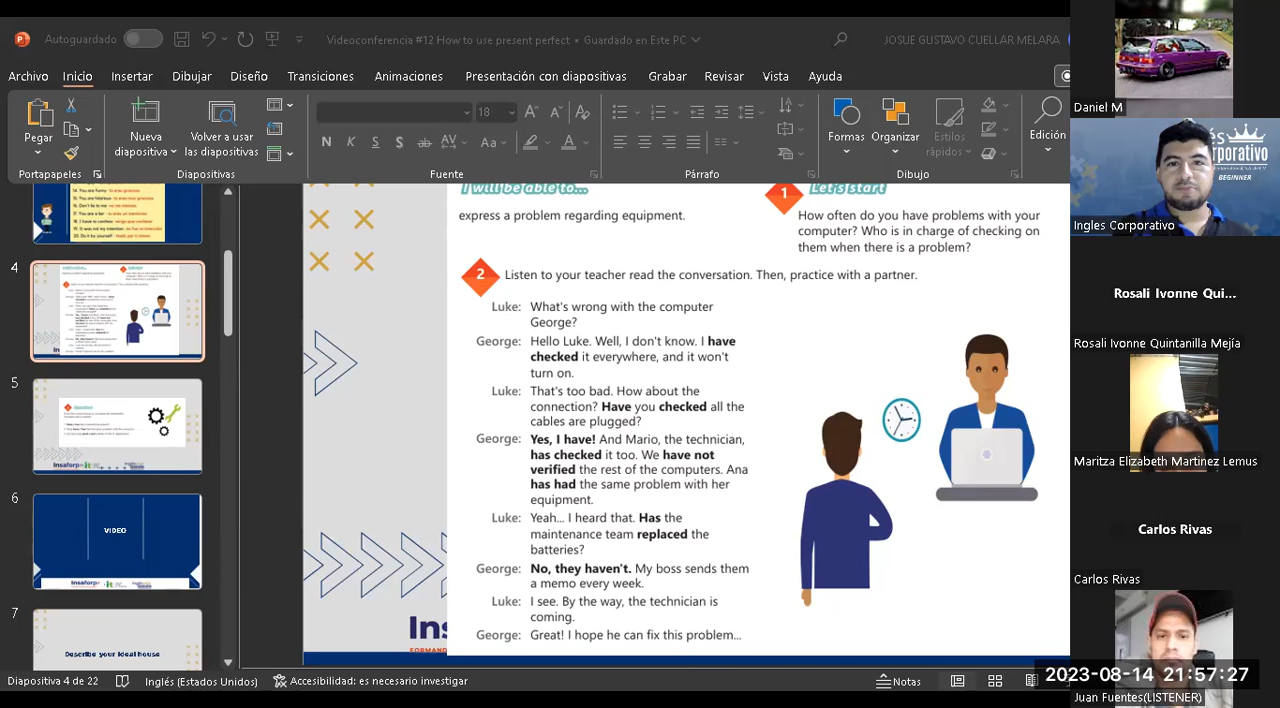 Autoguardado
Videoconferencia #12 How to use present perfect • Guardado en Este PC
JOSUE GUSTAVO CUELLAR MELARA
Archivo Inicio Insertar Dibujar Diseño Transiciones Animaciones Presentación con diapositivas Grabar Revisar Vista Ayuda
Pegar
Nueva
diapositiva
Volver a usar
las diapositivas
18
N K S S ab AV Aa A
Formas
Organizar
Estilos
rápidos
Edición
Portapapeles
Diapositivas
Fuente
Párrafo
Dibujo
4
5
6
VIDEO
7
Describe your ideal house
I will be able to...
express a problem regarding equipment.
1 Let's start
How often do you have problems with your
computer? Who is in charge of checking on
them when there is a problem?
2 Listen to your teacher read the conversation. Then, practice with a partner.
Luke: What's wrong with the computer
George?
George: Hello Luke. Well, I don't know. I have
checked it everywhere, and it won't
turn on.
Luke: That's too bad. How about the
connection? Have you checked all the
cables are plugged?
George: Yes, I have! And Mario, the technician,
has checked it too. We have not
verified the rest of the computers. Ana
has had the same problem with her
equipment.
Luke: Yeah... I heard that. Has the
maintenance team replaced the
batteries?
George: No, they haven't. My boss sends them
a memo every week.
Luke: I see. By the way, the technician is
coming.
George: Great! I hope he can fix this problem...
Diapositiva 4 de 22
Inglés (Estados Unidos)
Accesibilidad: es necesario investigar
Notas
Daniel M
BEGINNER
Ingles Corporativo
Rosali Ivonne Qui...
Rosali Ivonne Quintanilla Mejía
Maritza Elizabeth Martinez Lemus
Carlos Rivas
Carlos Rivas
2023-08-14 21:57:27
Juan Fuentes(LISTENER)